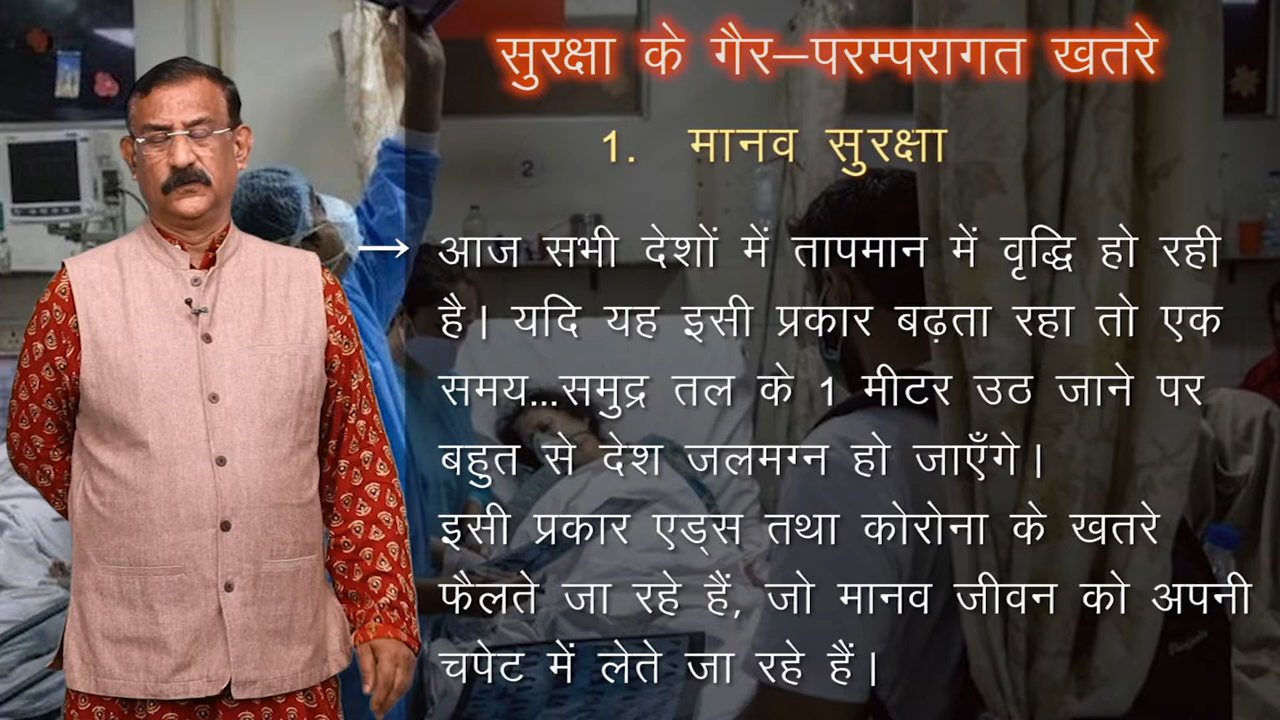 सुरक्षा के गैर–परम्परागत खतरे
1. मानव सुरक्षा
→ आज सभी देशों में तापमान में वृद्धि हो रही
है। यदि यह इसी प्रकार बढ़ता रहा तो एक
समय...समुद्र तल के 1 मीटर उठ जाने पर
बहुत से देश जलमग्न हो जाएँगे।
इसी प्रकार एड्स तथा कोरोना के खतरे
फैलते जा रहे हैं, जो मानव जीवन को अपनी
चपेट में लेते जा रहे हैं।
2